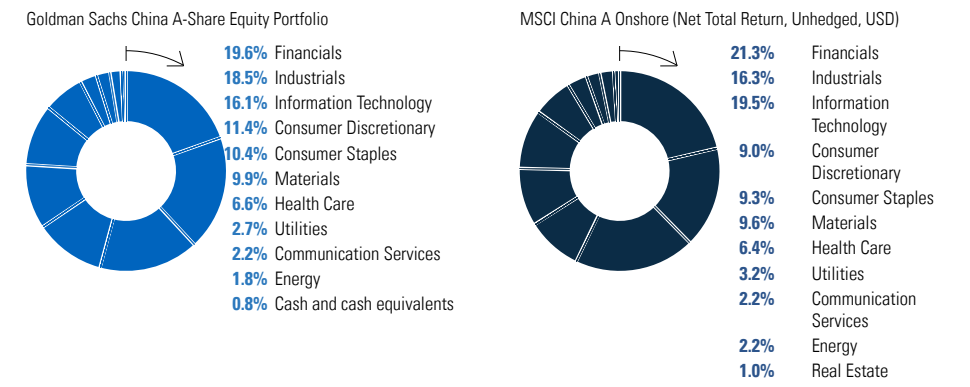 Goldman Sachs China A-Share Equity Portfolio
19.6% Financials
18.5% Industrials
16.1% Information Technology
11.4% Consumer Discretionary
10.4% Consumer Staples
9.9% Materials
6.6% Health Care
2.7% Utilities
2.2% Communication Services
1.8% Energy
0.8% Cash and cash equivalents
MSCI China A Onshore (Net Total Return, Unhedged, USD)
21.3% Financials
16.3% Industrials
19.5% Information
Technology
9.0% Consumer
Discretionary
9.3% Consumer Staples
9.6% Materials
6.4% Health Care
3.2% Utilities
2.2% Communication
Services
2.2% Energy
1.0% Real Estate